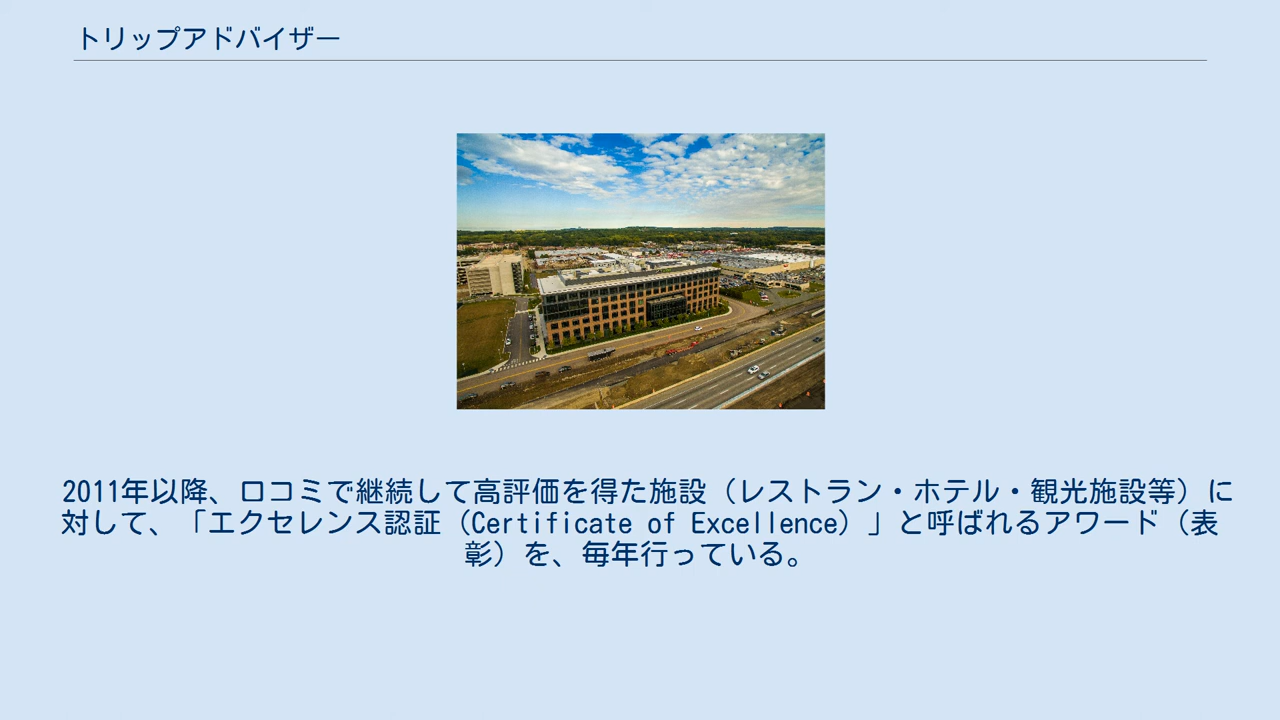 トリップアドバイザー
2011年以降、口コミで継続して高評価を得た施設（レストラン・ホテル・観光施設等）に
対して、「エクセレンス認証（Certificate of Excellence）」と呼ばれるアワード（表
彰）を、毎年行っている。